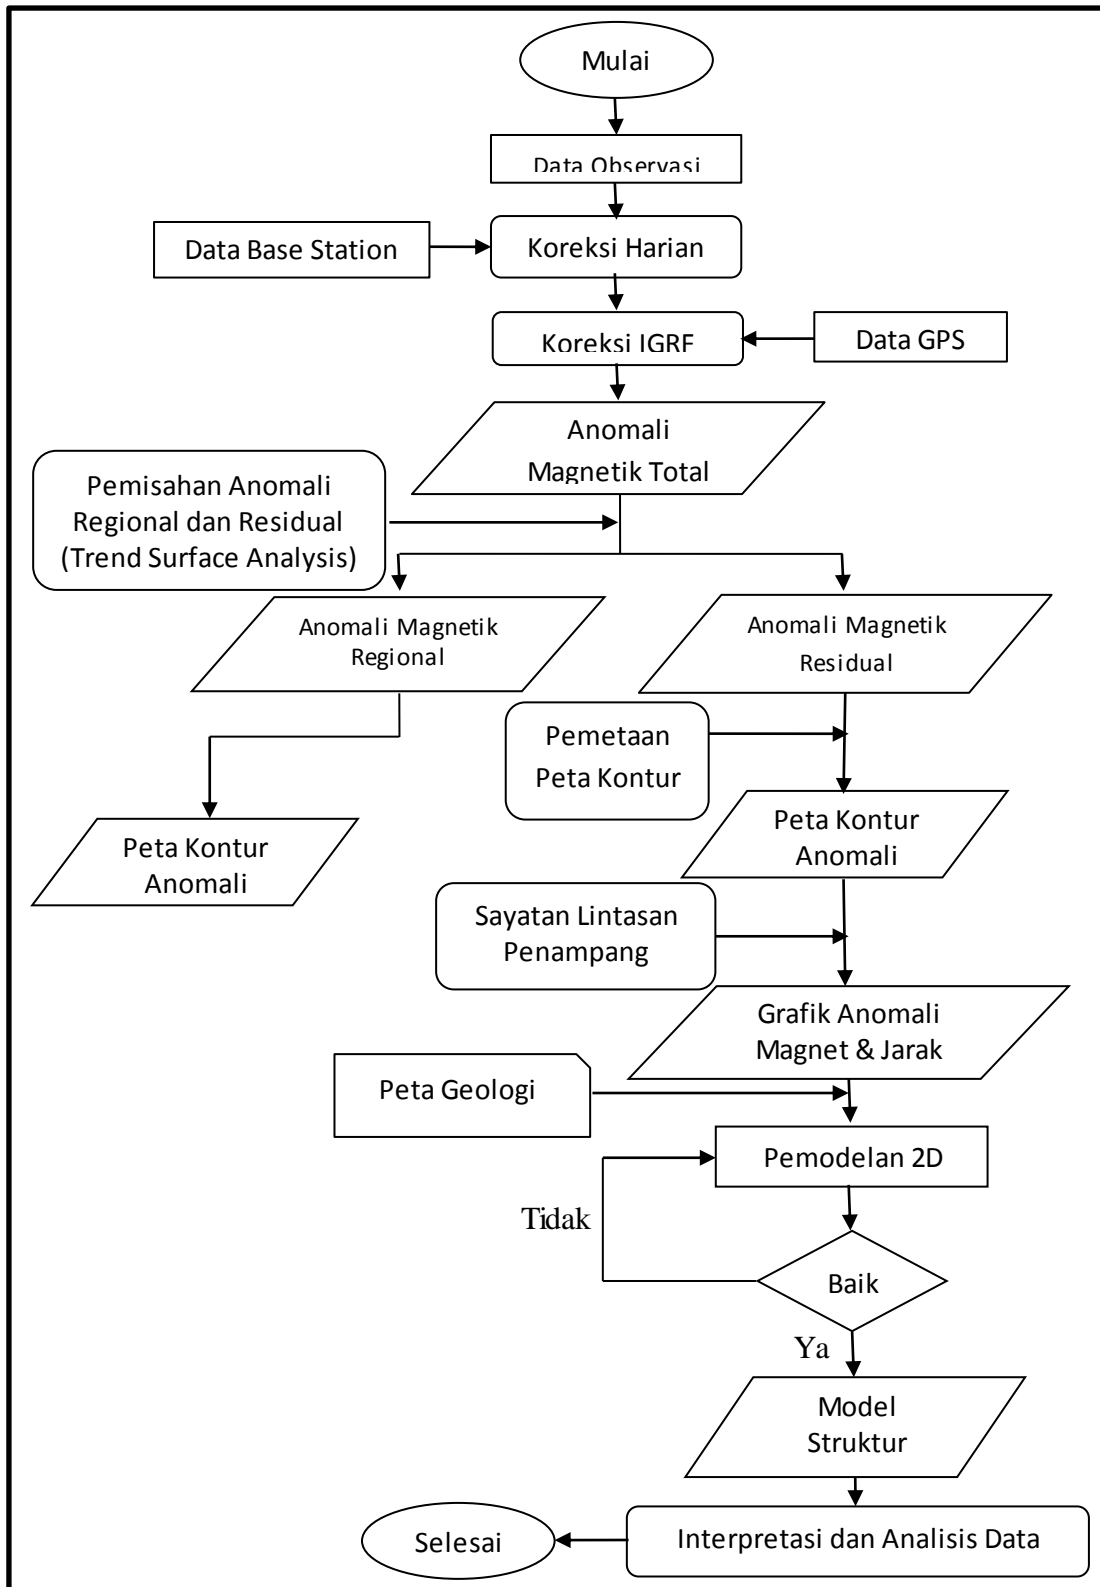 Mulai
Data Observasi
Data Base Station
Koreksi Harian
Koreksi IGRF
Data GPS
Anomali
Magnetik Total
Pemisahan Anomali
Regional dan Residual
(Trend Surface Analysis)
Anomali Magnetik
Regional
Anomali Magnetik
Residual
Pemetaan
Peta Kontur
Peta Kontur
Anomali
Peta Kontur
Anomali
Sayatan Lintasan
Penampang
Grafik Anomali
Magnet & Jarak
Peta Geologi
Pemodelan 2D
Tidak
Baik
Ya
Model
Struktur
Interpretasi dan Analisis Data
Selesai